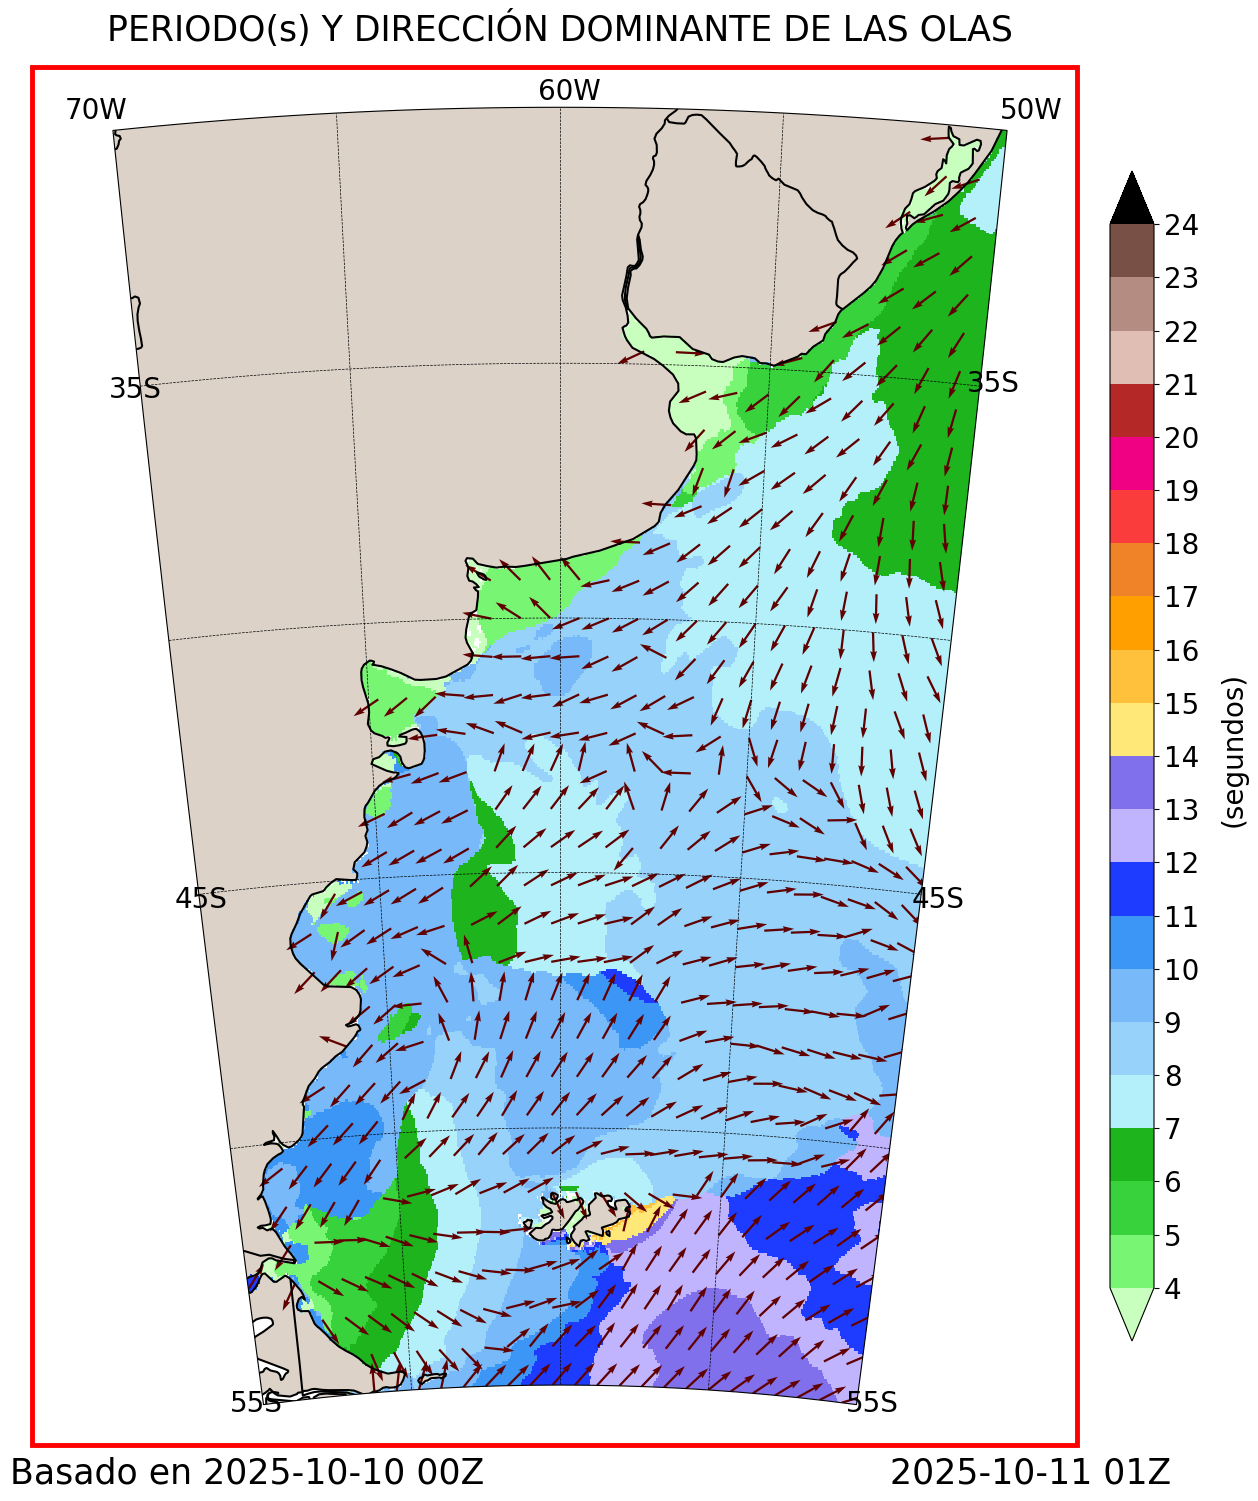 PERIODO(s) Y DIRECCIÓN DOMINANTE DE LAS OLAS
70W
60W
50W
35S
35S
45S
45S
55S
55S
24
23
22
21
20
19
18
17
16
15
14
13
12
11
10
9
8
7
6
5
4
(segundos)
Basado en 2025-10-10 00Z
2025-10-11 01Z